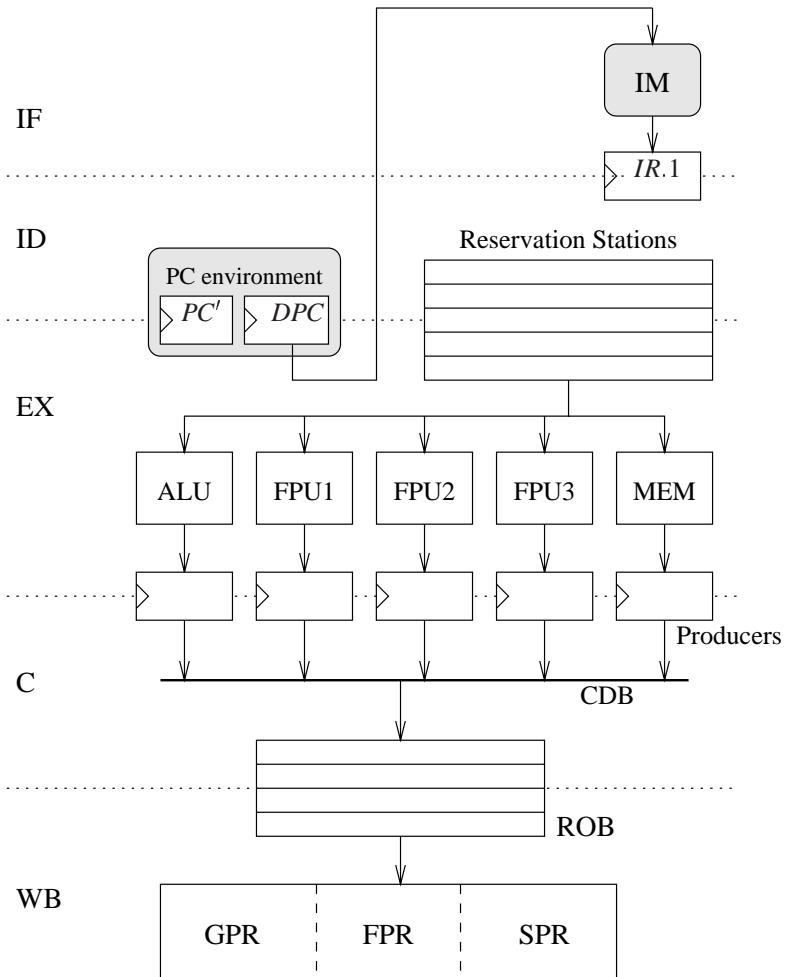 IM
IF
IR.1
ID
Reservation Stations
PC environment
PC' DPC
EX
ALU FPU1 FPU2 FPU3 MEM
Producers
C
CDB
ROB
WB
GPR FPR SPR